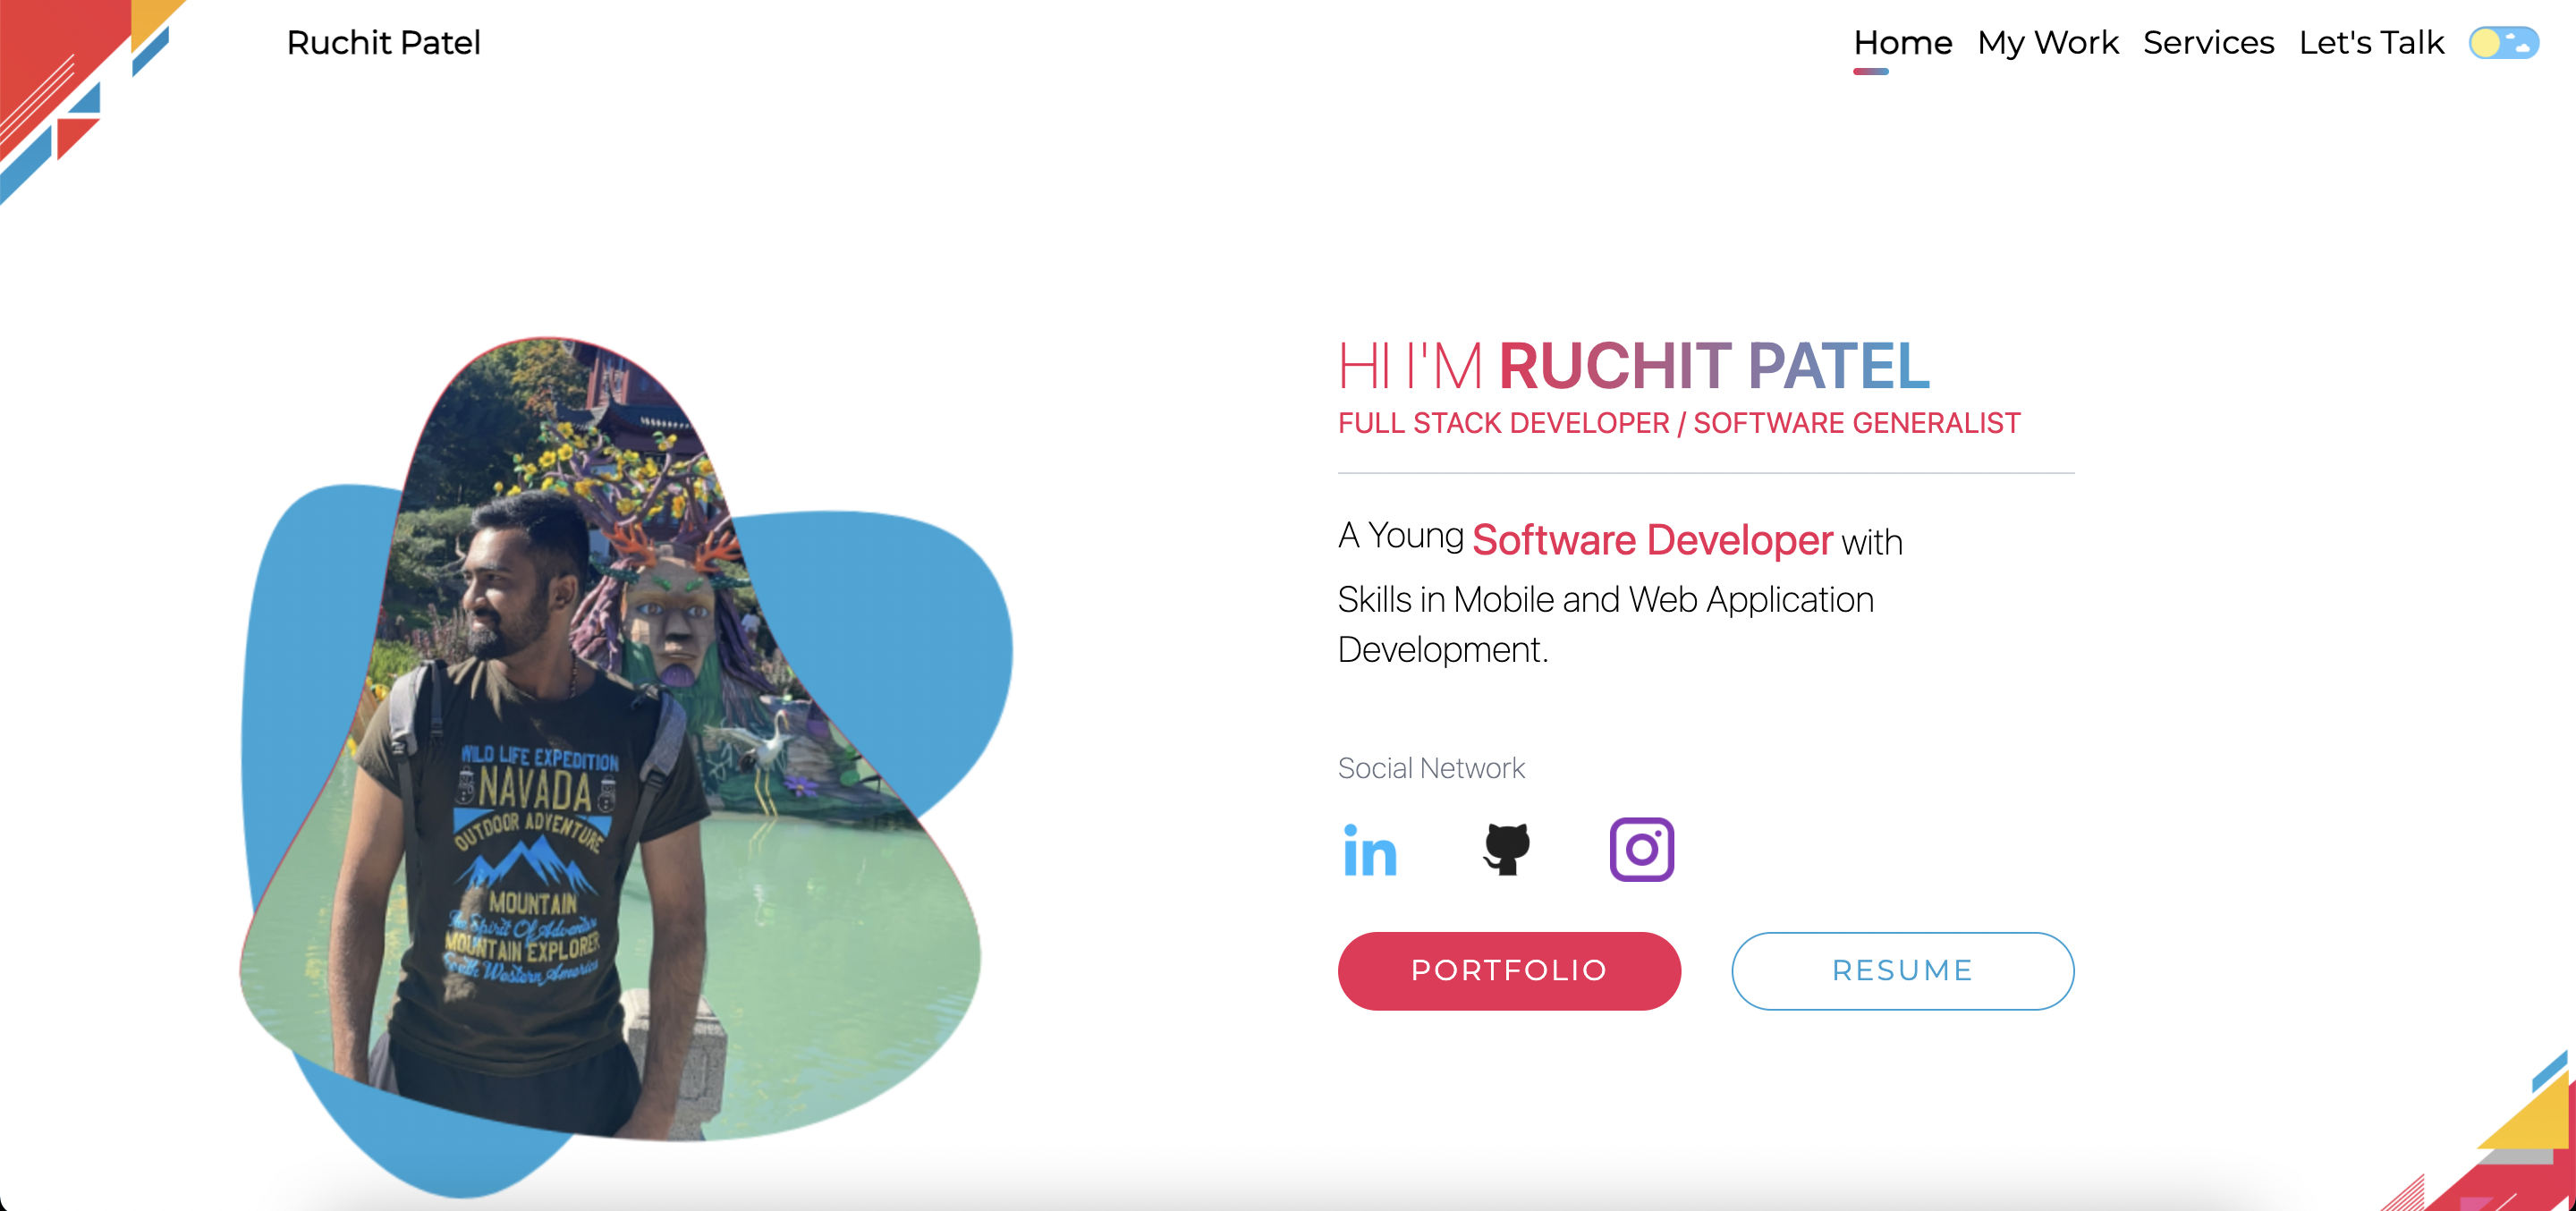 Ruchit Patel
Home My Work Services Let's Talk
HI I'M RUCHIT PATEL
FULL STACK DEVELOPER / SOFTWARE GENERALIST
A Young Software Developer with
Skills in Mobile and Web Application
Development.
Social Network
in
PORTFOLIO RESUME
WILD LIFE EXPEDITION
NAVADA
OUTDOOR ADVENTURE
MOUNTAIN
The Spirit Of Adventure
MOUNTAIN EXPLORER
South Western America